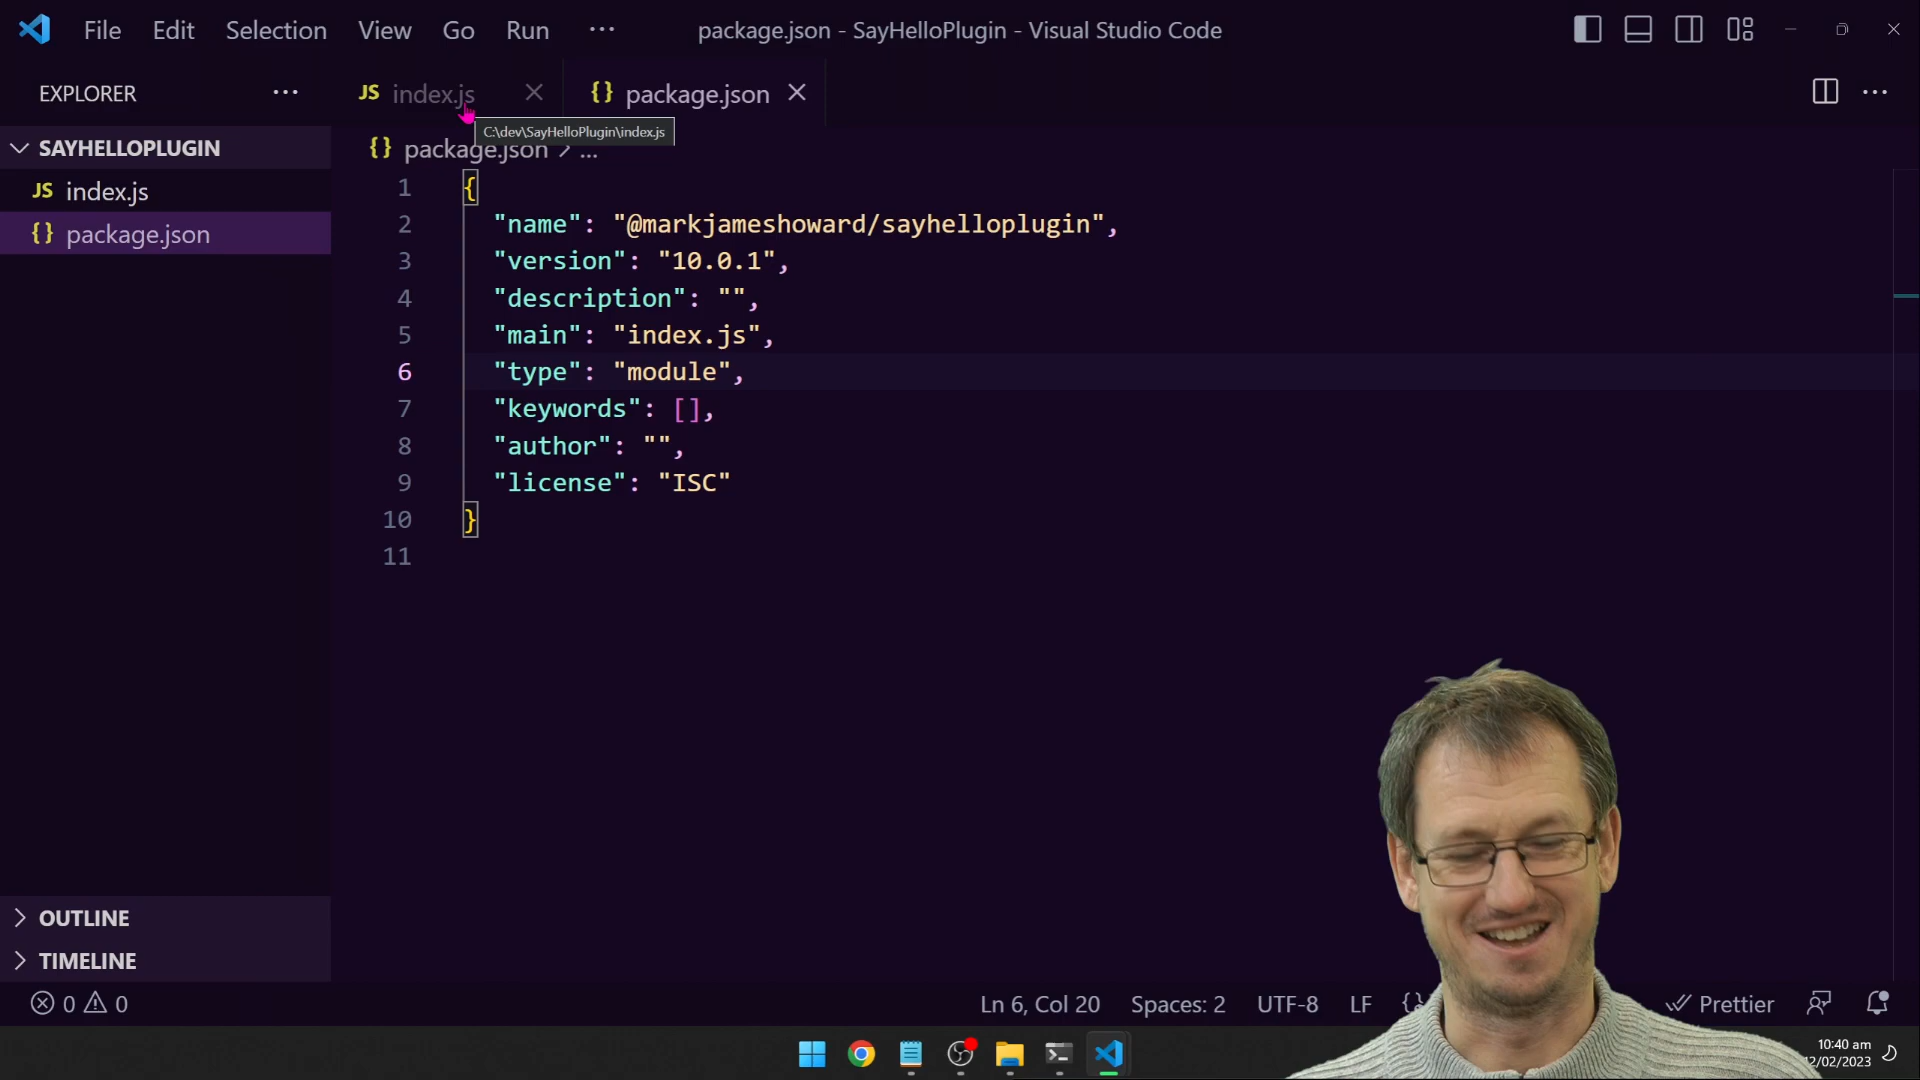 File Edit Selection View Go Run ···
package.json - SayHelloPlugin - Visual Studio Code
EXPLORER ···
JS index.js
{} package.json
C:\dev\SayHelloPlugin\index.js
SAYHELLOPLUGIN
JS index.js
{} package.json
{} package.json > ...
1 {
2 "name": "@markjameshoward/sayhelloplugin",
3 "version": "10.0.1",
4 "description": "",
5 "main": "index.js",
6 "type": "module",
7 "keywords": [],
8 "author": "",
9 "license": "ISC"
10 }
11
OUTLINE
TIMELINE
0 0
Ln 6, Col 20 Spaces: 2 UTF-8 LF Prettier
10:40 am
2/02/2023